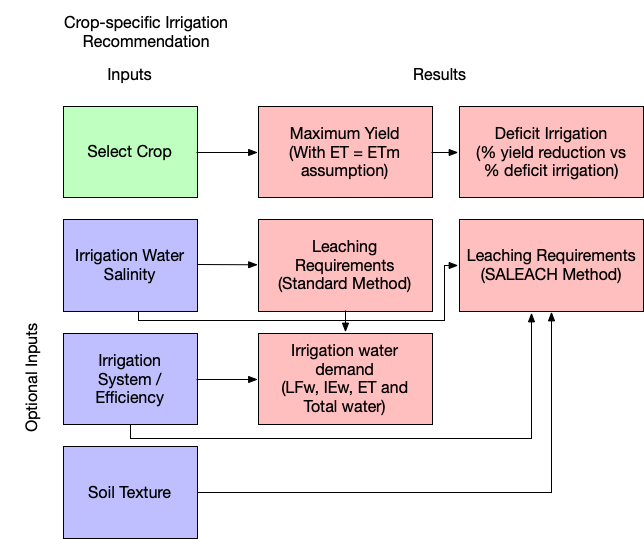 Crop-specific Irrigation
Recommendation
Inputs
Results
Select Crop
Maximum Yield
(With ET = ETm
assumption)
Deficit Irrigation
(% yield reduction vs
% deficit irrigation)
Irrigation Water
Salinity
Leaching
Requirements
(Standard Method)
Leaching Requirements
(SALEACH Method)
Optional Inputs
Irrigation
System /
Efficiency
Irrigation water
demand
(LFw, IEw, ET and
Total water)
Soil Texture